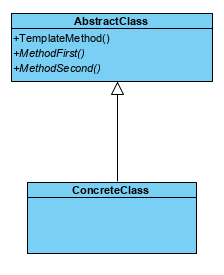 AbstractClass
+TemplateMethod()
+MethodFirst()
+MethodSecond()
ConcreteClass